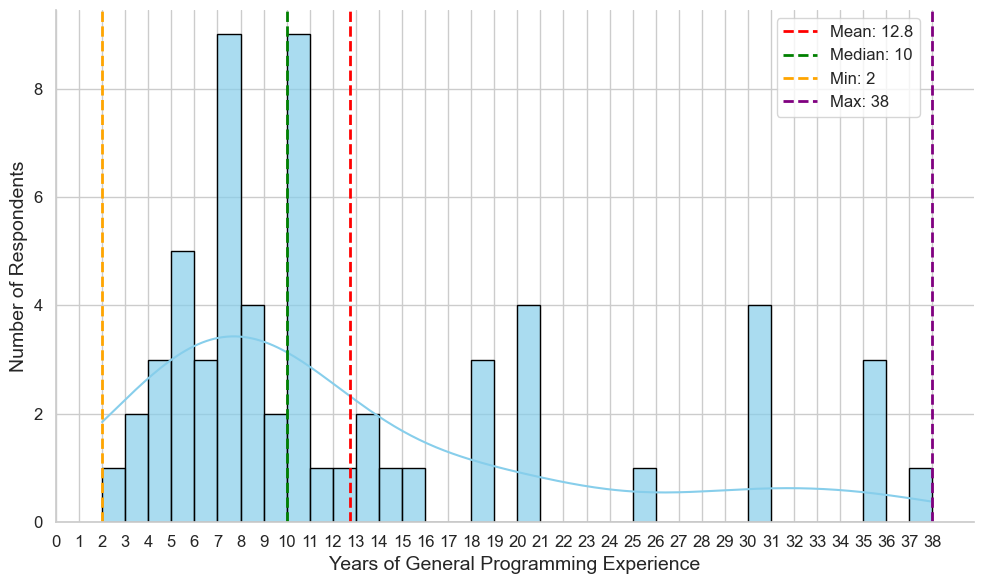 Mean: 12.8
Median: 10
Min: 2
Max: 38
8
6
4
2
0
Number of Respondents
0 1 2 3 4 5 6 7 8 9 10 11 12 13 14 15 16 17 18 19 20 21 22 23 24 25 26 27 28 29 30 31 32 33 34 35 36 37 38
Years of General Programming Experience